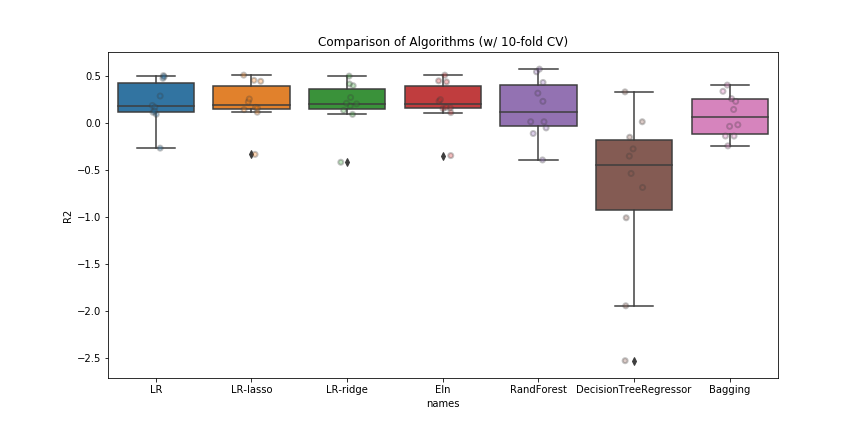 Comparison of Algorithms (w/ 10-fold CV)
0.5
0.0
−0.5
−1.0
−1.5
−2.0
−2.5
R2
LR LR-lasso LR-ridge Eln RandForest DecisionTreeRegressor Bagging
names